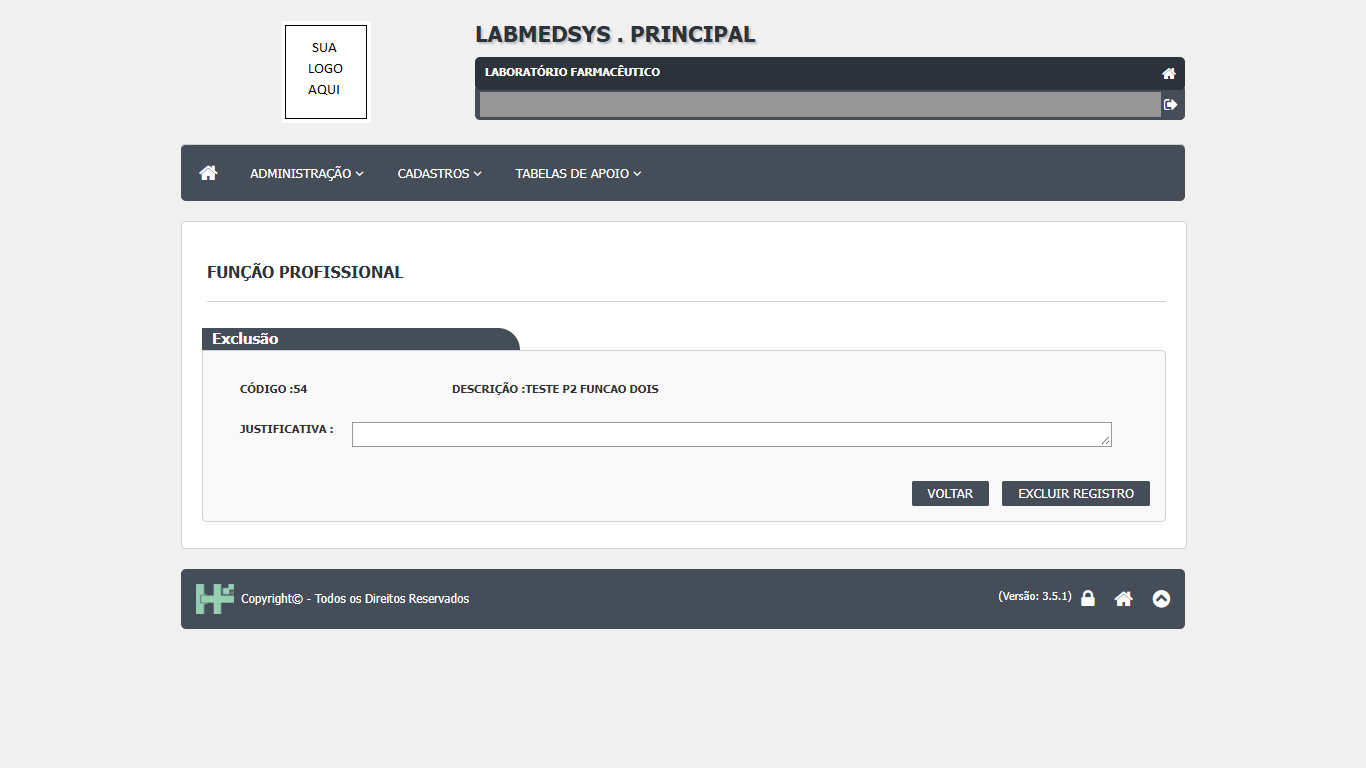 SUA
LOGO
AQUI
LABMEDSYS . PRINCIPAL
LABORATÓRIO FARMACÊUTICO
ADMINISTRAÇÃO CADASTROS TABELAS DE APOIO
FUNÇÃO PROFISSIONAL
Exclusão
CÓDIGO :54 DESCRIÇÃO :TESTE P2 FUNCAO DOIS
JUSTIFICATIVA :
VOLTAR EXCLUIR REGISTRO
Copyright© - Todos os Direitos Reservados (Versão: 3.5.1)